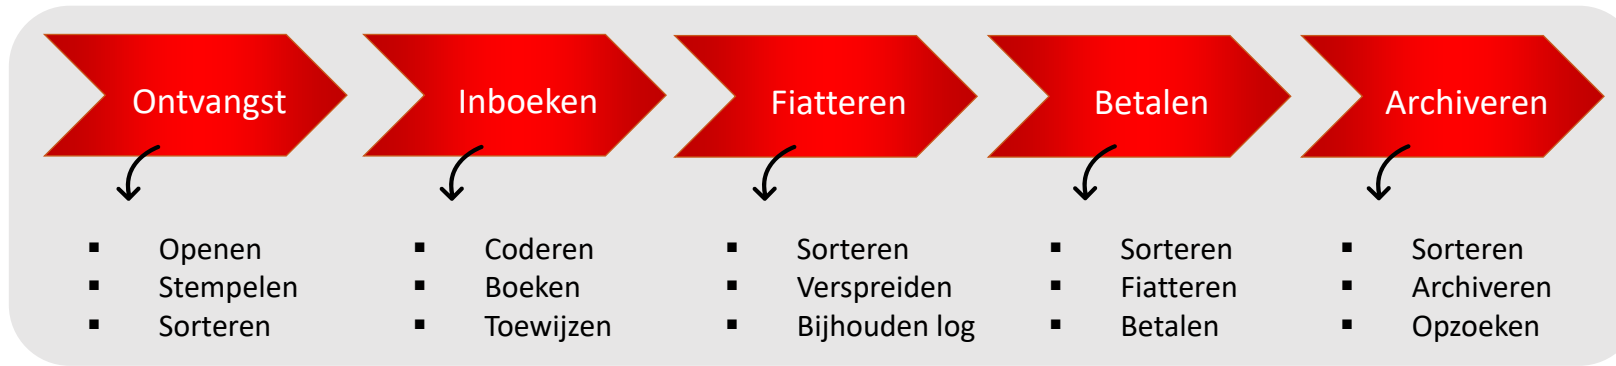 Ontvangst
Inboeken
Fiatteren
Betalen
Archiveren
▪ Openen
▪ Stempelen
▪ Sorteren
▪ Coderen
▪ Boeken
▪ Toewijzen
▪ Sorteren
▪ Verspreiden
▪ Bijhouden log
▪ Sorteren
▪ Fiatteren
▪ Betalen
▪ Sorteren
▪ Archiveren
▪ Opzoeken